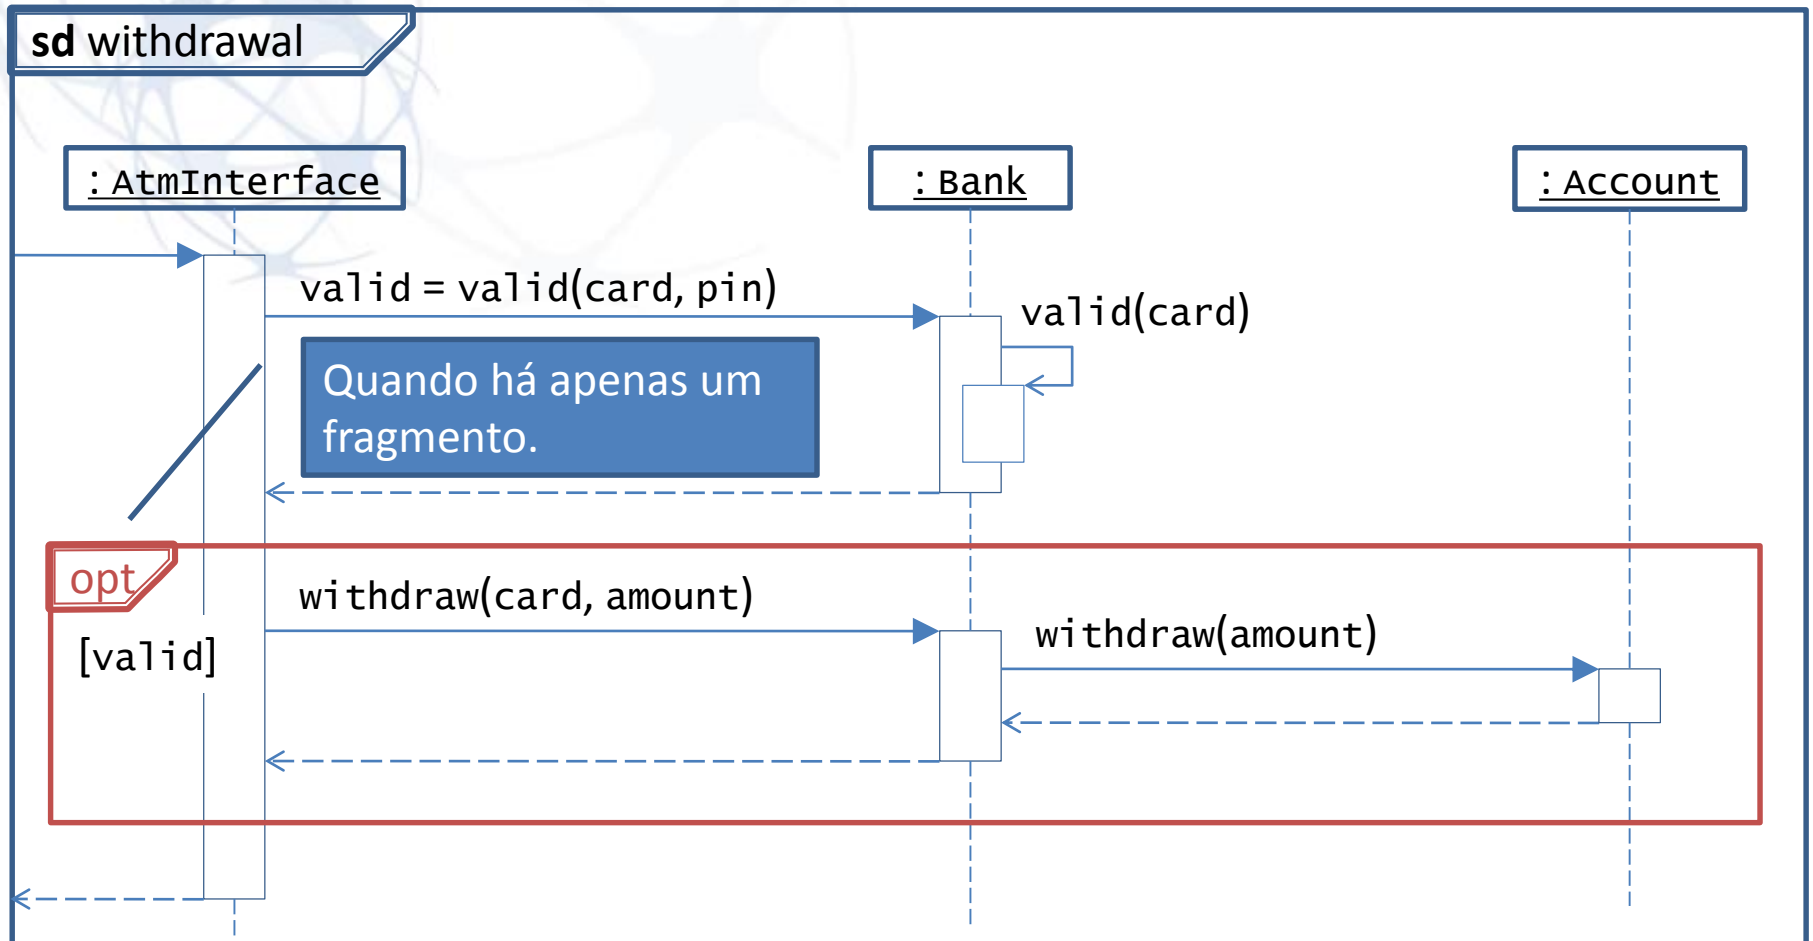 sd withdrawal
: AtmInterface
: Bank
: Account
valid = valid(card, pin)
valid(card)
Quando há apenas um
fragmento.
opt
withdraw(card, amount)
withdraw(amount)
[valid]